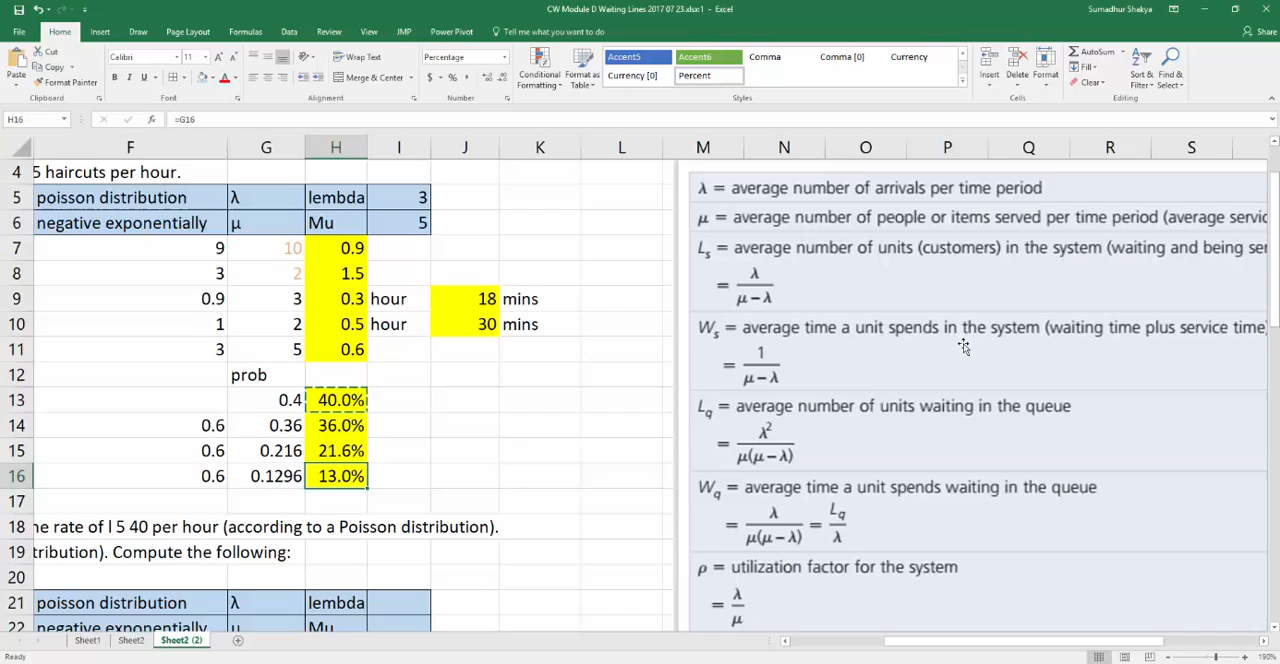 CW Module D Waiting Lines 2017 07 23.xlsx1 – Excel
Sumadhur Shakya
File Home Insert Draw Page Layout Formulas Data Review View JMP Power Pivot Tell me what you want to do Share
Paste Cut Copy Format Painter Clipboard
Calibri 11 Font
Wrap Text Merge & Center Alignment
Percentage Number
Conditional Formatting Format as Table
Accent5 Accent6 Comma Comma [0] Currency
Currency [0] Percent Styles
Insert Delete Format Cells
AutoSum Fill Clear Sort & Filter Find & Select Editing
H16 =G16
F G H I J K L M N O P Q R S
4 5 haircuts per hour.
5 poisson distribution λ lembda 3
6 negative exponentially μ Mu 5
7 9 10 0.9
8 3 2 1.5
9 0.9 3 0.3 hour 18 mins
10 1 2 0.5 hour 30 mins
11 3 5 0.6
12 prob
13 0.4 40.0%
14 0.6 0.36 36.0%
15 0.6 0.216 21.6%
16 0.6 0.1296 13.0%
17
18 ne rate of l 5 40 per hour (according to a Poisson distribution).
19 tribution). Compute the following:
20
21 poisson distribution λ lembda
22 negative exponentially μ Mu
λ = average number of arrivals per time period
μ = average number of people or items served per time period (average servic
Ls = average number of units (customers) in the system (waiting and being ser
= λ / (μ – λ)
Ws = average time a unit spends in the system (waiting time plus service time)
= 1 / (μ – λ)
Lq = average number of units waiting in the queue
= λ² / μ(μ – λ)
Wq = average time a unit spends waiting in the queue
= λ / μ(μ – λ) = Lq / λ
ρ = utilization factor for the system
= λ / μ
Sheet1 Sheet2 Sheet2 (2)
Ready 190%